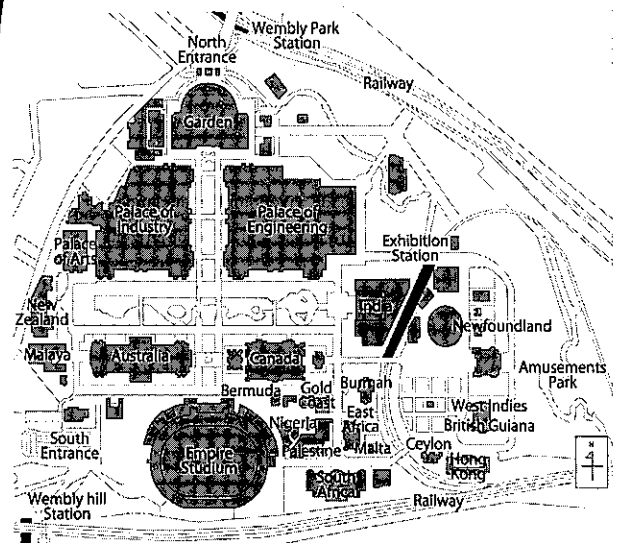 Wembly Park
Station
North
Entrance
Railway
Garden
Palace of
Industry
Palace of
Engineering
Palace
of Arts
Exhibition
Station
New
Zealand
India
Newfoundland
Malaya
Australia
Canada
Amusements
Park
Bermuda
Gold
Coast
Burmah
West Indies
British Guiana
East
Africa
Nigeria
Palestine
Malta
Ceylon
Hong
Kong
South
Entrance
Empire
Studium
South
Africa
Wembly hill
Station
Railway
N